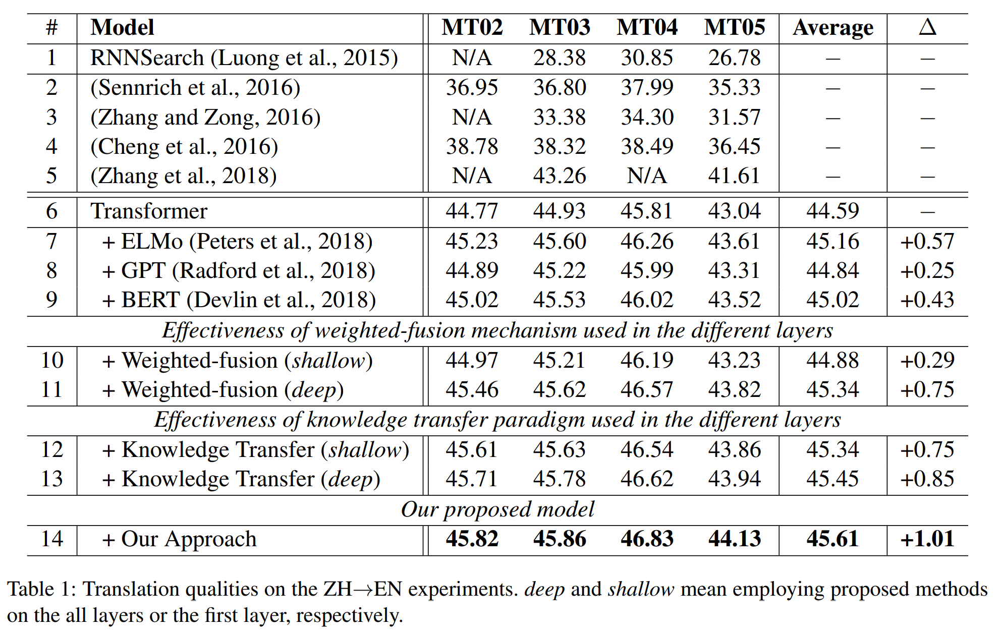 # Model MT02 MT03 MT04 MT05 Average Δ
1 RNNSearch (Luong et al., 2015) N/A 28.38 30.85 26.78 – –
2 (Sennrich et al., 2016) 36.95 36.80 37.99 35.33 – –
3 (Zhang and Zong, 2016) N/A 33.38 34.30 31.57 – –
4 (Cheng et al., 2016) 38.78 38.32 38.49 36.45 – –
5 (Zhang et al., 2018) N/A 43.26 N/A 41.61 – –
6 Transformer 44.77 44.93 45.81 43.04 44.59 –
7 + ELMo (Peters et al., 2018) 45.23 45.60 46.26 43.61 45.16 +0.57
8 + GPT (Radford et al., 2018) 44.89 45.22 45.99 43.31 44.84 +0.25
9 + BERT (Devlin et al., 2018) 45.02 45.53 46.02 43.52 45.02 +0.43
Effectiveness of weighted-fusion mechanism used in the different layers
10 + Weighted-fusion (shallow) 44.97 45.21 46.19 43.23 44.88 +0.29
11 + Weighted-fusion (deep) 45.46 45.62 46.57 43.82 45.34 +0.75
Effectiveness of knowledge transfer paradigm used in the different layers
12 + Knowledge Transfer (shallow) 45.61 45.63 46.54 43.86 45.34 +0.75
13 + Knowledge Transfer (deep) 45.71 45.78 46.62 43.94 45.45 +0.85
Our proposed model
14 + Our Approach 45.82 45.86 46.83 44.13 45.61 +1.01
Table 1: Translation qualities on the ZH→EN experiments. deep and shallow mean employing proposed methods
on the all layers or the first layer, respectively.